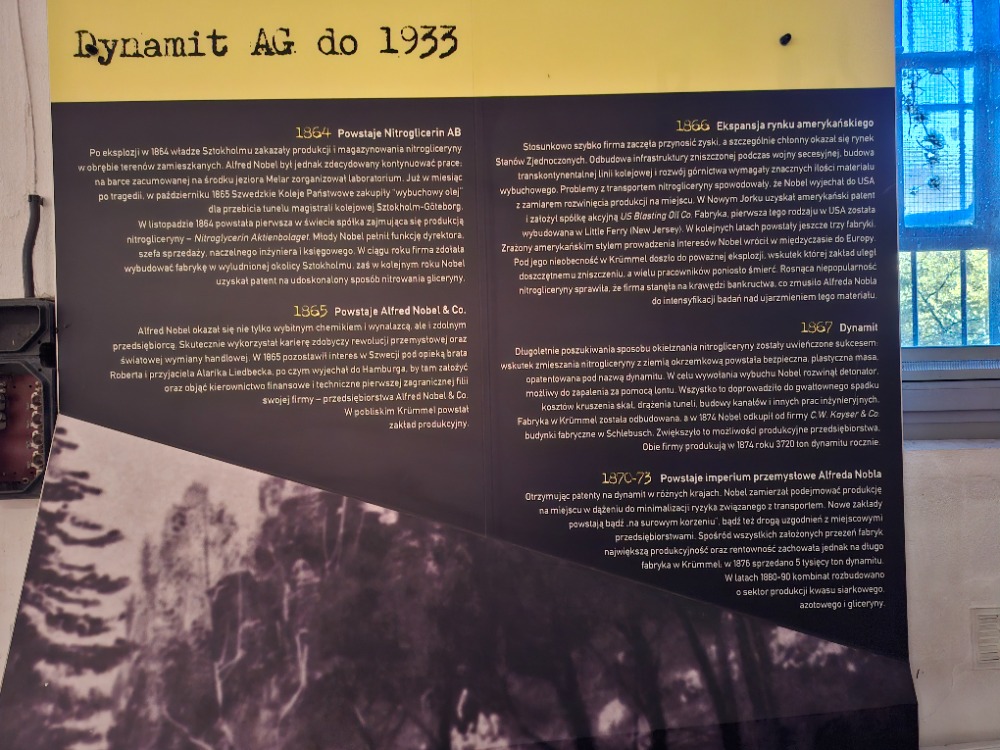 Dynamit AG do 1933
1864 Powstaje Nitroglicerin AB
Po eksplozji w 1864 władze Sztokholmu zakazały produkcji i magazynowania nitrogliceryny
w obrębie terenów zamieszkanych. Alfred Nobel był jednak zdecydowany kontynuować prace:
na barce zacumowanej na środku jeziora Melar zorganizował laboratorium. Już w miesiąc
po tragedii, w październiku 1865 Szwedzkie Koleje Państwowe zakupiły "wybuchowy olej"
dla przebicia tunelu magistrali kolejowej Sztokholm-Göteborg.
W listopadzie 1864 powstała pierwsza w świecie spółka zajmująca się produkcją
nitrogliceryny – Nitroglycerin Aktienbolaget. Młody Nobel pełnił funkcję dyrektora,
szefa sprzedaży, naczelnego inżyniera i księgowego. W ciągu roku firma zdołała
wybudować fabrykę w wyludnionej okolicy Sztokholmu, zaś w kolejnym roku Nobel
uzyskał patent na udoskonalony sposób nitrowania gliceryny.
1865 Powstaje Alfred Nobel & Co.
Alfred Nobel okazał się nie tylko wybitnym chemikiem i wynalazcą, ale i zdolnym
przedsiębiorcą. Skutecznie wykorzystał karierę zdobyczy rewolucji przemysłowej oraz
światowej wymiany handlowej. W 1865 pozostawił interes w Szwecji pod opieką brata
Roberta i przyjaciela Alarika Liedbecka, po czym wyjechał do Hamburga, by tam założyć
oraz objąć kierownictwo finansowe i techniczne pierwszej zagranicznej filii
swojej firmy – przedsiębiorstwa Alfred Nobel & Co.
W pobliskim Krümmel powstał
zakład produkcyjny.
1866 Ekspansja rynku amerykańskiego
Stosunkowo szybko firma zaczęła przynosić zyski, a szczególnie chłonny okazał się rynek
Stanów Zjednoczonych. Odbudowa infrastruktury zniszczonej podczas wojny secesyjnej, budowa
transkontynentalnej linii kolejowej i rozwój górnictwa wymagały znacznych ilości materiału
wybuchowego. Problemy z transportem nitrogliceryny spowodowały, że Nobel wyjechał do USA
z zamiarem rozwinięcia produkcji na miejscu. W Nowym Jorku uzyskał amerykański patent
i założył spółkę akcyjną US Blasting Oil Co. Fabryka, pierwsza tego rodzaju w USA została
wybudowana w Little Ferry (New Jersey). W kolejnych latach powstały jeszcze trzy fabryki.
Zrażony amerykańskim stylem prowadzenia interesów Nobel wrócił w międzyczasie do Europy.
Pod jego nieobecność w Krümmel doszło do poważnej eksplozji, wskutek której zakład uległ
doszczętnemu zniszczeniu, a wielu pracowników poniosło śmierć. Rosnąca niepopularność
nitrogliceryny sprawiła, że firma stanęła na krawędzi bankructwa, co zmusiło Alfreda Nobla
do intensyfikacji badań nad ujarzmieniem tego materiału.
1867 Dynamit
Długoletnie poszukiwania sposobu okiełznania nitrogliceryny zostały uwieńczone sukcesem:
wskutek zmieszania nitrogliceryny z ziemią okrzemkową powstała bezpieczna, plastyczna masa,
opatentowana pod nazwą dynamitu. W celu wywołania wybuchu Nobel rozwinął detonator,
możliwy do zapalenia za pomocą lontu. Wszystko to doprowadziło do gwałtownego spadku
kosztów kruszenia skał, drążenia tuneli, budowy kanałów i innych prac inżynieryjnych.
Fabryka w Krümmel została odbudowana, a w 1874 Nobel odkupił od firmy C.W. Kayser & Co.
budynki fabryczne w Schlebusch. Zwiększyło to możliwości produkcyjne przedsiębiorstwa.
Obie firmy produkują w 1874 roku 3720 ton dynamitu rocznie.
1870-73 Powstaje imperium przemysłowe Alfreda Nobla
Otrzymując patenty na dynamit w różnych krajach, Nobel zamierzał podejmować produkcję
na miejscu w dążeniu do minimalizacji ryzyka związanego z transportem. Nowe zakłady
powstają bądź „na surowym korzeniu”, bądź też drogą uzgodnień z miejscowymi
przedsiębiorstwami. Spośród wszystkich założonych przezeń fabryk
największą produkcyjność oraz rentowność zachowała jednak na długo
fabryka w Krümmel, w 1876 sprzedano 5 tysięcy ton dynamitu.
W latach 1880-90 kombinat rozbudowano
o sektor produkcji kwasu siarkowego,
azotowego i gliceryny.